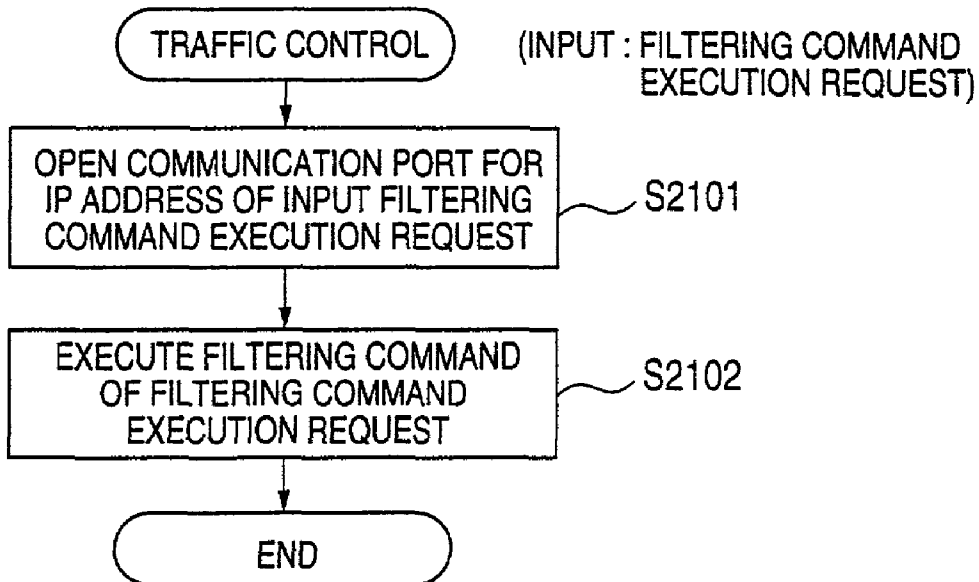 TRAFFIC CONTROL
(INPUT : FILTERING COMMAND
EXECUTION REQUEST)
OPEN COMMUNICATION PORT FOR
IP ADDRESS OF INPUT FILTERING
COMMAND EXECUTION REQUEST
S2101
EXECUTE FILTERING COMMAND
OF FILTERING COMMAND
EXECUTION REQUEST
S2102
END